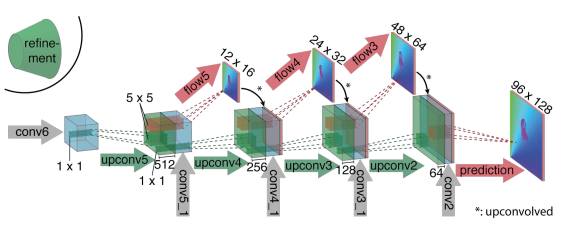 refine-
ment
48 x 64
24 x 32
12 x 16
flow5
flow4
flow3
*
*
*
96 x 128
5 x 5
conv6
1 x 1
upconv5
512
1 x 1
conv5_1
upconv4
256
conv4_1
upconv3
128
conv3_1
upconv2
64
conv2
prediction
*: upconvolved